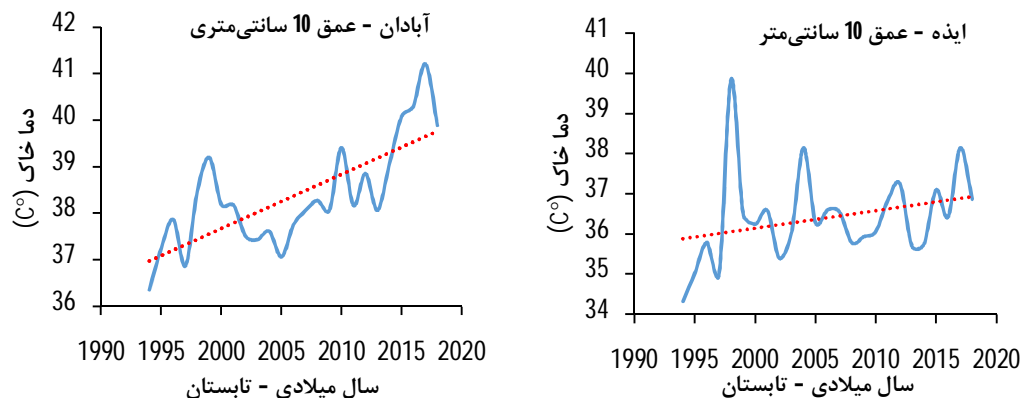 آبادان - عمق 10 سانتی‌متری
دما خاک (C°)
42
41
40
39
38
37
36
1990 1995 2000 2005 2010 2015 2020
سال میلادی - تابستان
ایذه - عمق 10 سانتی‌متر
دما خاک (C°)
41
40
39
38
37
36
35
34
1990 1995 2000 2005 2010 2015 2020
سال میلادی - تابستان